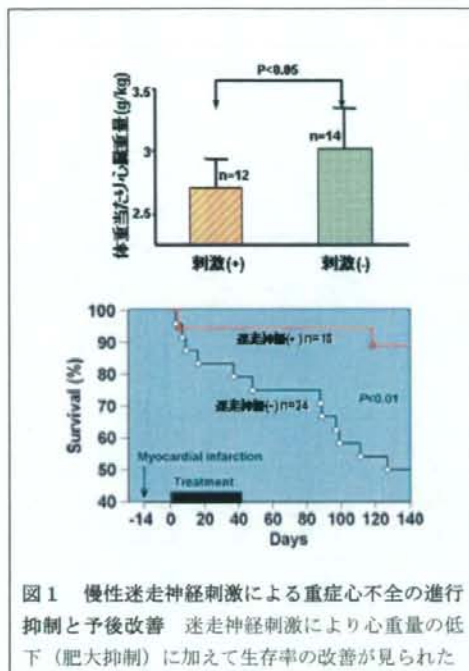 P<0.05
3.5
3
2.5
体重当たり心臓重量(g/kg)
n=12
n=14
刺激(+)
刺激(-)
100
90
80
70
60
50
40
Survival (%)
迷走神経(+)n=18
迷走神経(-)n=24
P<0.01
Myocardial infarction
Treatment
-14 0 20 40 60 80 100 120 140
Days
図1 慢性迷走神経刺激による重症心不全の進行
抑制と予後改善 迷走神経刺激により心重量の低
下（肥大抑制）に加えて生存率の改善が見られた